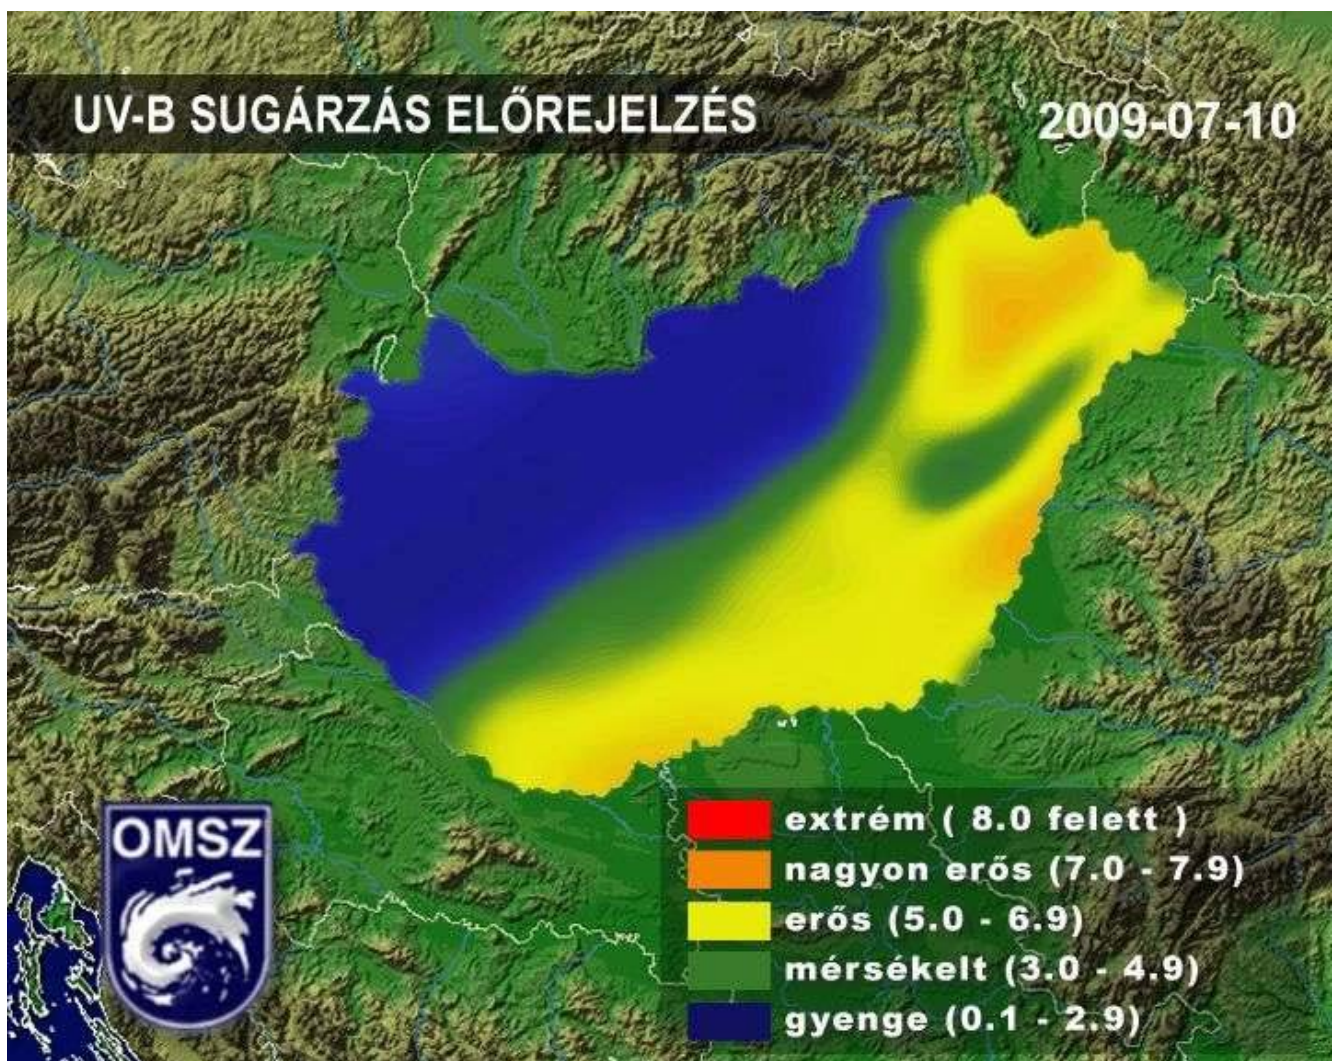 UV-B SUGÁRZÁS ELŐREJELZÉS
2009-07-10
OMSZ
extrém ( 8.0 felett )
nagyon erős (7.0 - 7.9)
erős (5.0 - 6.9)
mérsékelt (3.0 - 4.9)
gyenge (0.1 - 2.9)